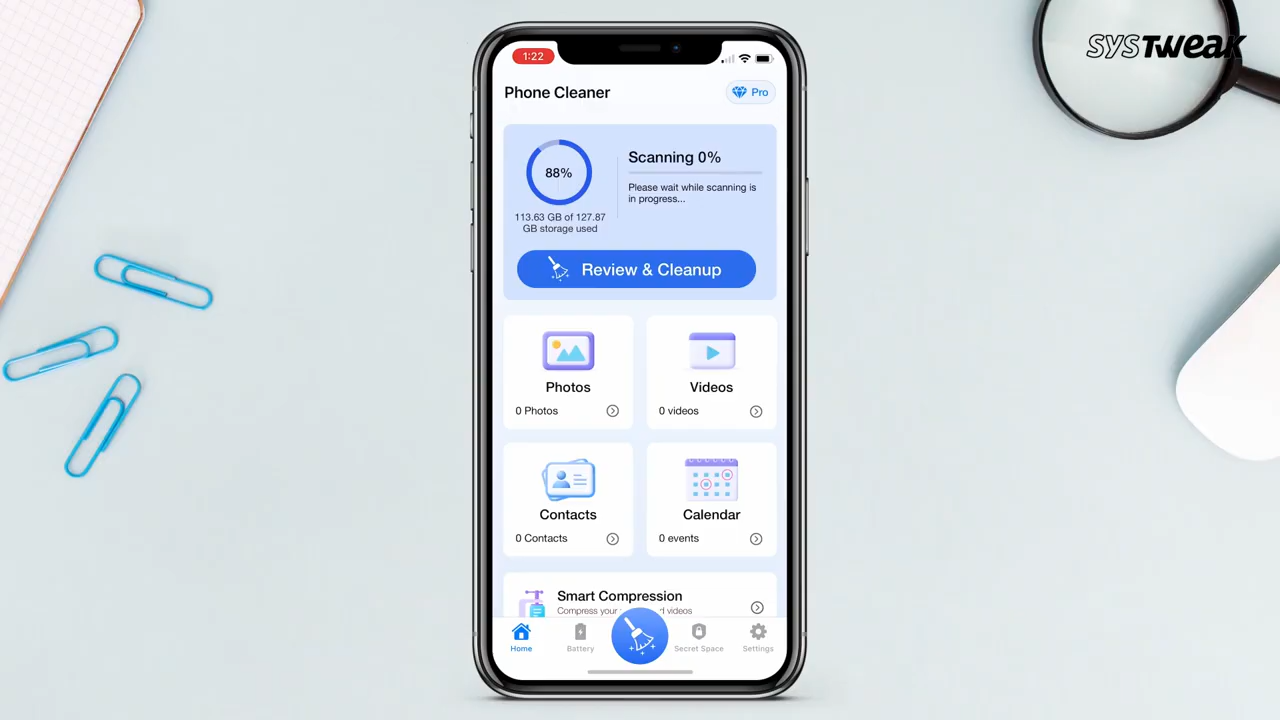 SYSTweak
1:22
Phone Cleaner
Pro
88%
113.63 GB of 127.87
GB storage used
Scanning 0%
Please wait while scanning is
in progress...
Review & Cleanup
Photos
0 Photos
Videos
0 videos
Contacts
0 Contacts
Calendar
0 events
Smart Compression
Compress your
videos
Home
Battery
Secret Space
Settings